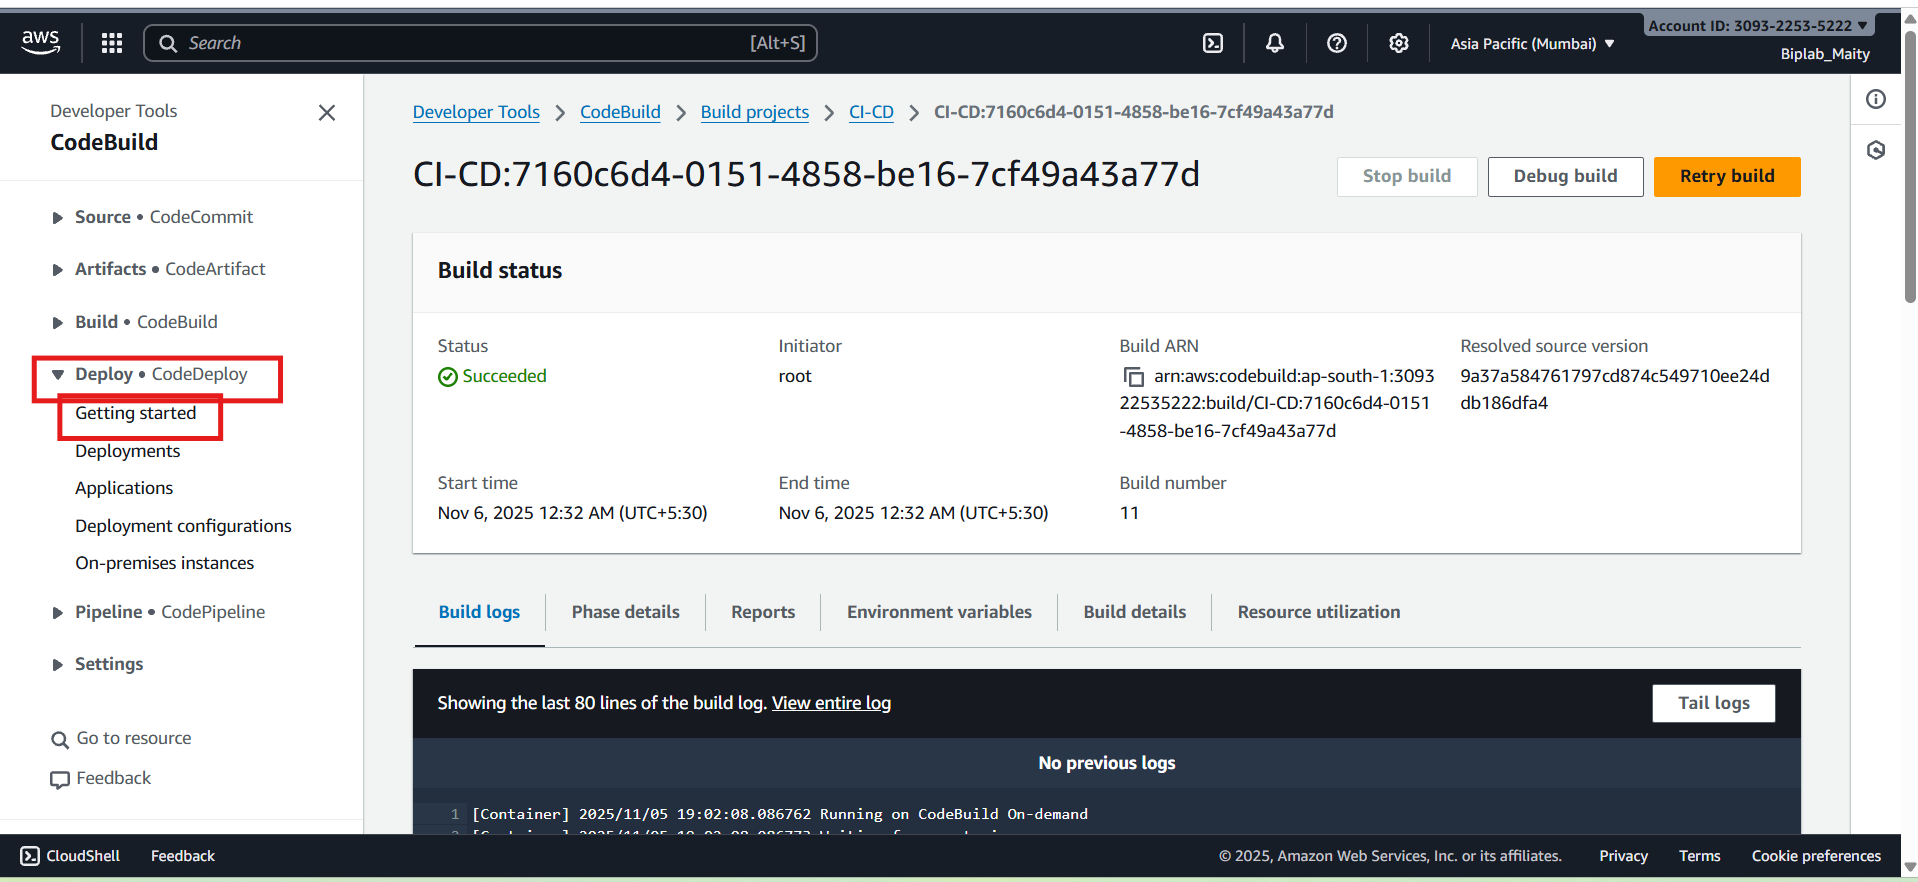 aws
Search [Alt+S]
Asia Pacific (Mumbai) ▼
Account ID: 3093-2253-5222 ▼
Biplab_Maity
Developer Tools
CodeBuild
Source • CodeCommit
Artifacts • CodeArtifact
Build • CodeBuild
Deploy • CodeDeploy
Getting started
Deployments
Applications
Deployment configurations
On-premises instances
Pipeline • CodePipeline
Settings
Go to resource
Feedback
Developer Tools > CodeBuild > Build projects > CI-CD > CI-CD:7160c6d4-0151-4858-be16-7cf49a43a77d
CI-CD:7160c6d4-0151-4858-be16-7cf49a43a77d
Stop build
Debug build
Retry build
Build status
Status
Succeeded
Initiator
root
Build ARN
arn:aws:codebuild:ap-south-1:3093
22535222:build/CI-CD:7160c6d4-0151
-4858-be16-7cf49a43a77d
Resolved source version
9a37a584761797cd874c549710ee24d
db186dfa4
Start time
Nov 6, 2025 12:32 AM (UTC+5:30)
End time
Nov 6, 2025 12:32 AM (UTC+5:30)
Build number
11
Build logs
Phase details
Reports
Environment variables
Build details
Resource utilization
Showing the last 80 lines of the build log. View entire log
Tail logs
No previous logs
1 [Container] 2025/11/05 19:02:08.086762 Running on CodeBuild On-demand
CloudShell
Feedback
© 2025, Amazon Web Services, Inc. or its affiliates.
Privacy
Terms
Cookie preferences